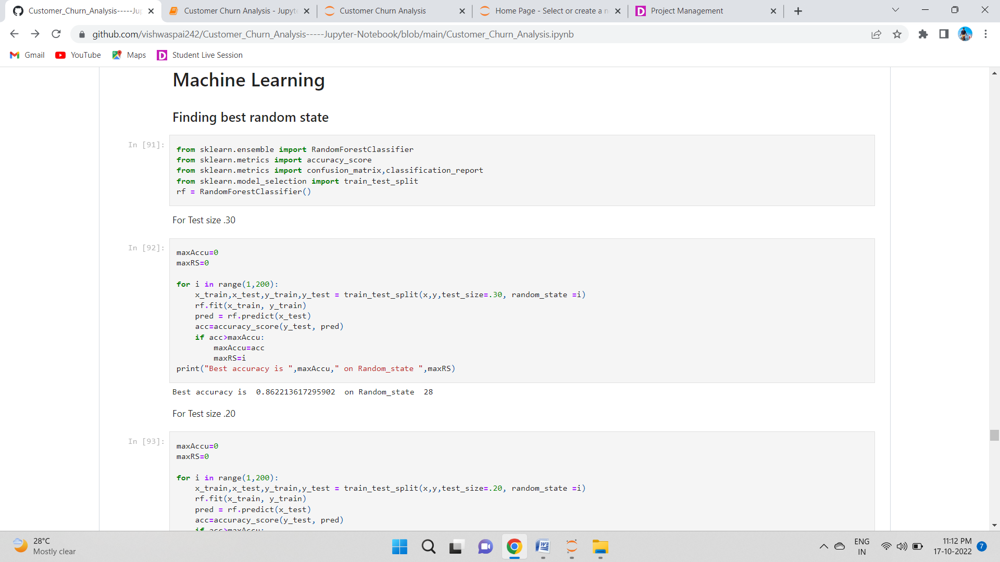 Customer_Churn_Analysis-----Ju
Customer Churn Analysis - Jupyt
Customer Churn Analysis
Home Page - Select or create a n
Project Management
github.com/vishwaspai242/Customer_Churn_Analysis-----Jupyter-Notebook/blob/main/Customer_Churn_Analysis.ipynb
Gmail
YouTube
Maps
Student Live Session
Machine Learning
Finding best random state
In [91]:
from sklearn.ensemble import RandomForestClassifier
from sklearn.metrics import accuracy_score
from sklearn.metrics import confusion_matrix,classification_report
from sklearn.model_selection import train_test_split
rf = RandomForestClassifier()
For Test size .30
In [92]:
maxAccu=0
maxRS=0
for i in range(1,200):
x_train,x_test,y_train,y_test = train_test_split(x,y,test_size=.30, random_state =i)
rf.fit(x_train, y_train)
pred = rf.predict(x_test)
acc=accuracy_score(y_test, pred)
if acc>maxAccu:
maxAccu=acc
maxRS=i
print("Best accuracy is ",maxAccu," on Random_state ",maxRS)
Best accuracy is  0.862213617295902  on Random_state  28
For Test size .20
In [93]:
maxAccu=0
maxRS=0
for i in range(1,200):
x_train,x_test,y_train,y_test = train_test_split(x,y,test_size=.20, random_state =i)
rf.fit(x_train, y_train)
pred = rf.predict(x_test)
acc=accuracy_score(y_test, pred)
if acc>maxAccu:
28°C
Mostly clear
ENG
IN
11:12 PM
17-10-2022
7